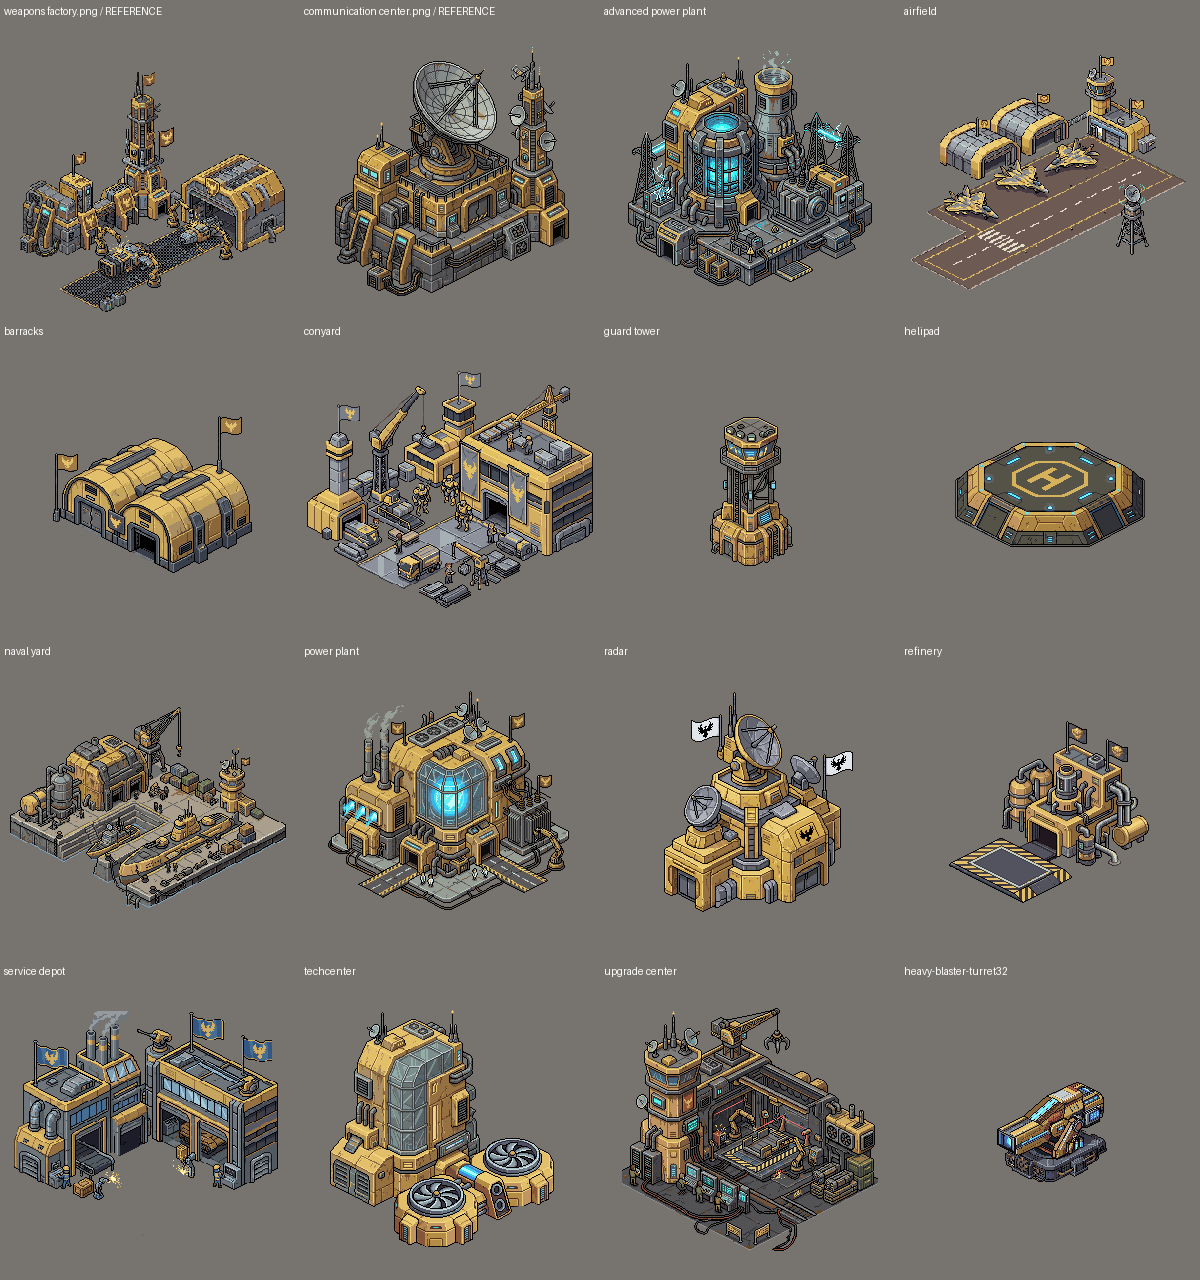 weapons factory.png / REFERENCE
communication center.png / REFERENCE
advanced power plant
airfield
barracks
conyard
guard tower
helipad
H
naval yard
power plant
radar
refinery
service depot
techcenter
upgrade center
heavy-blaster-turret32